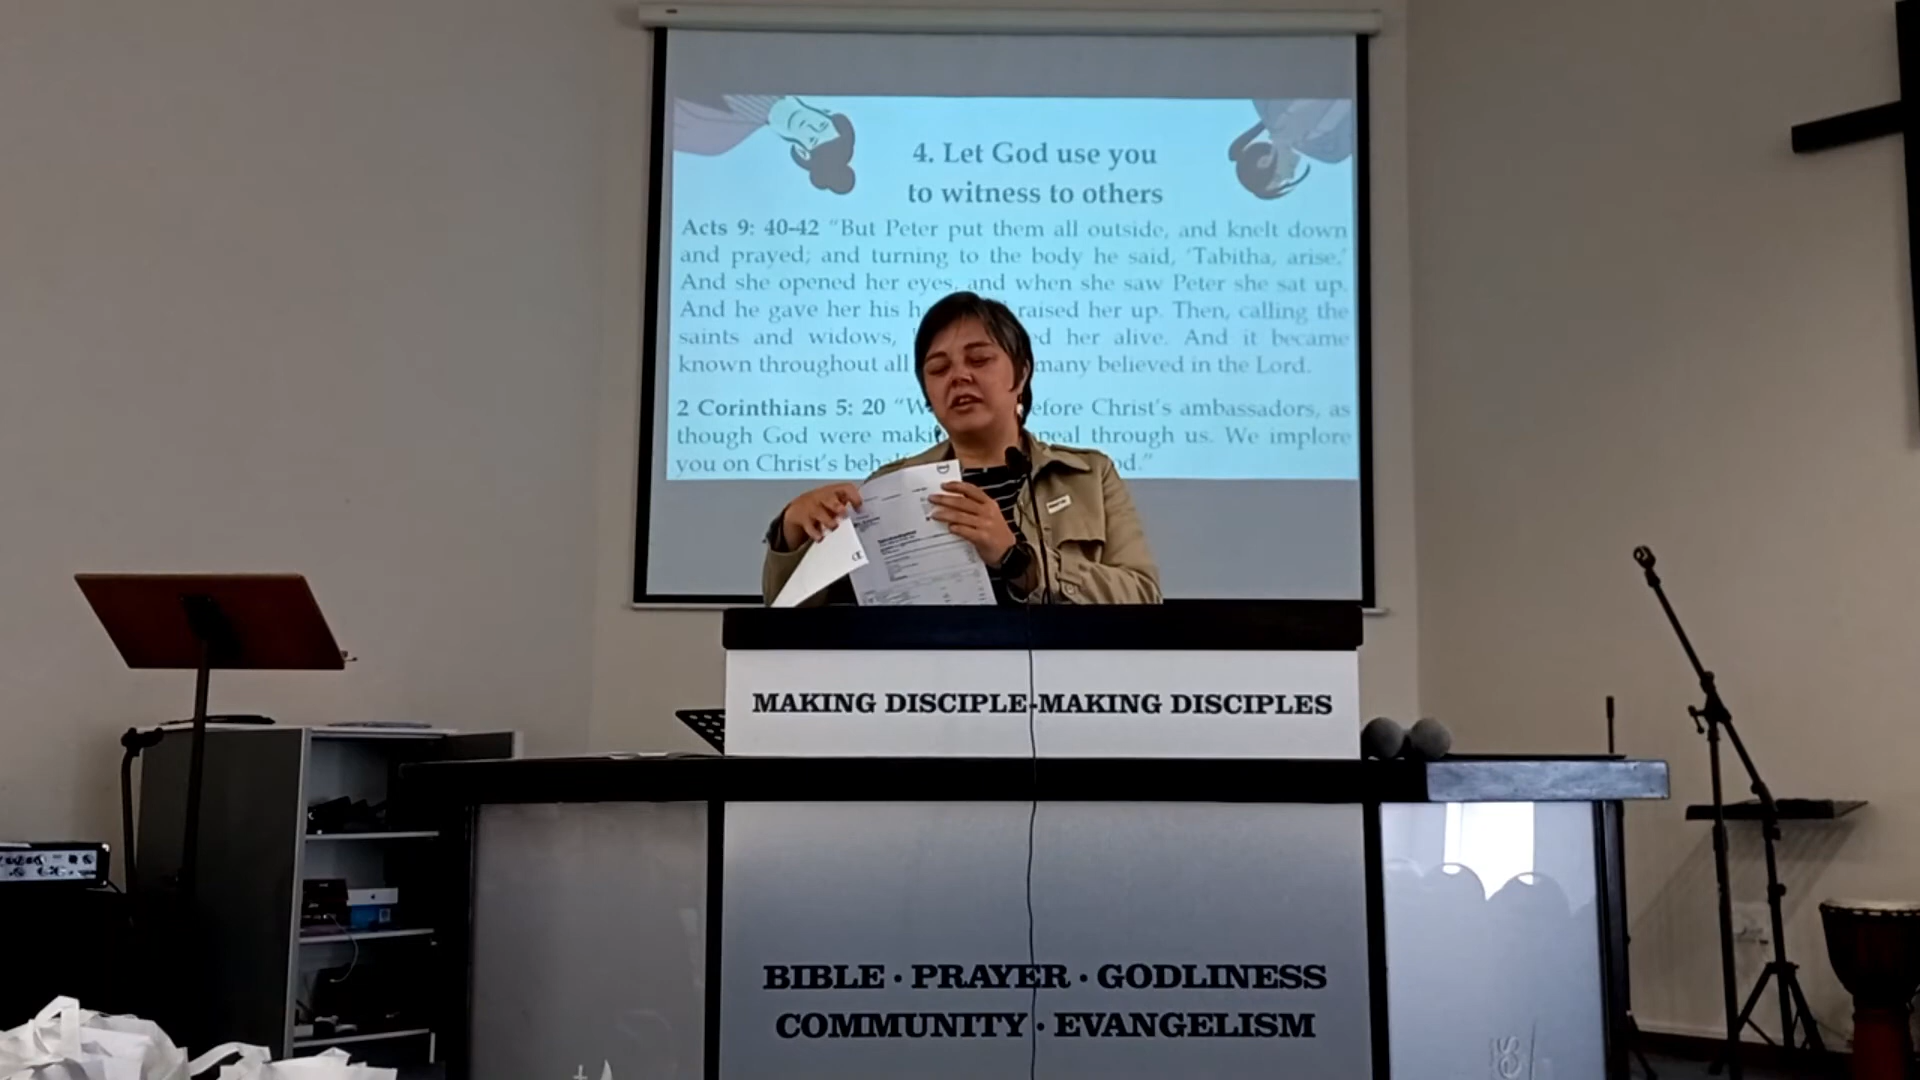 4. Let God use you
to witness to others
Acts 9: 40-42 “But Peter put them all outside, and knelt down
and prayed; and turning to the body he said, ‘Tabitha, arise.’
And she opened her eyes, and when she saw Peter she sat up.
And he gave her his raised her up. Then, calling the
saints and widows, her alive. And it became
known throughout all many believed in the Lord.
2 Corinthians 5: 20 “ Christ’s ambassadors, as
though God were through us. We implore
you on Christ’s
MAKING DISCIPLE-MAKING DISCIPLES
BIBLE · PRAYER · GODLINESS
COMMUNITY · EVANGELISM